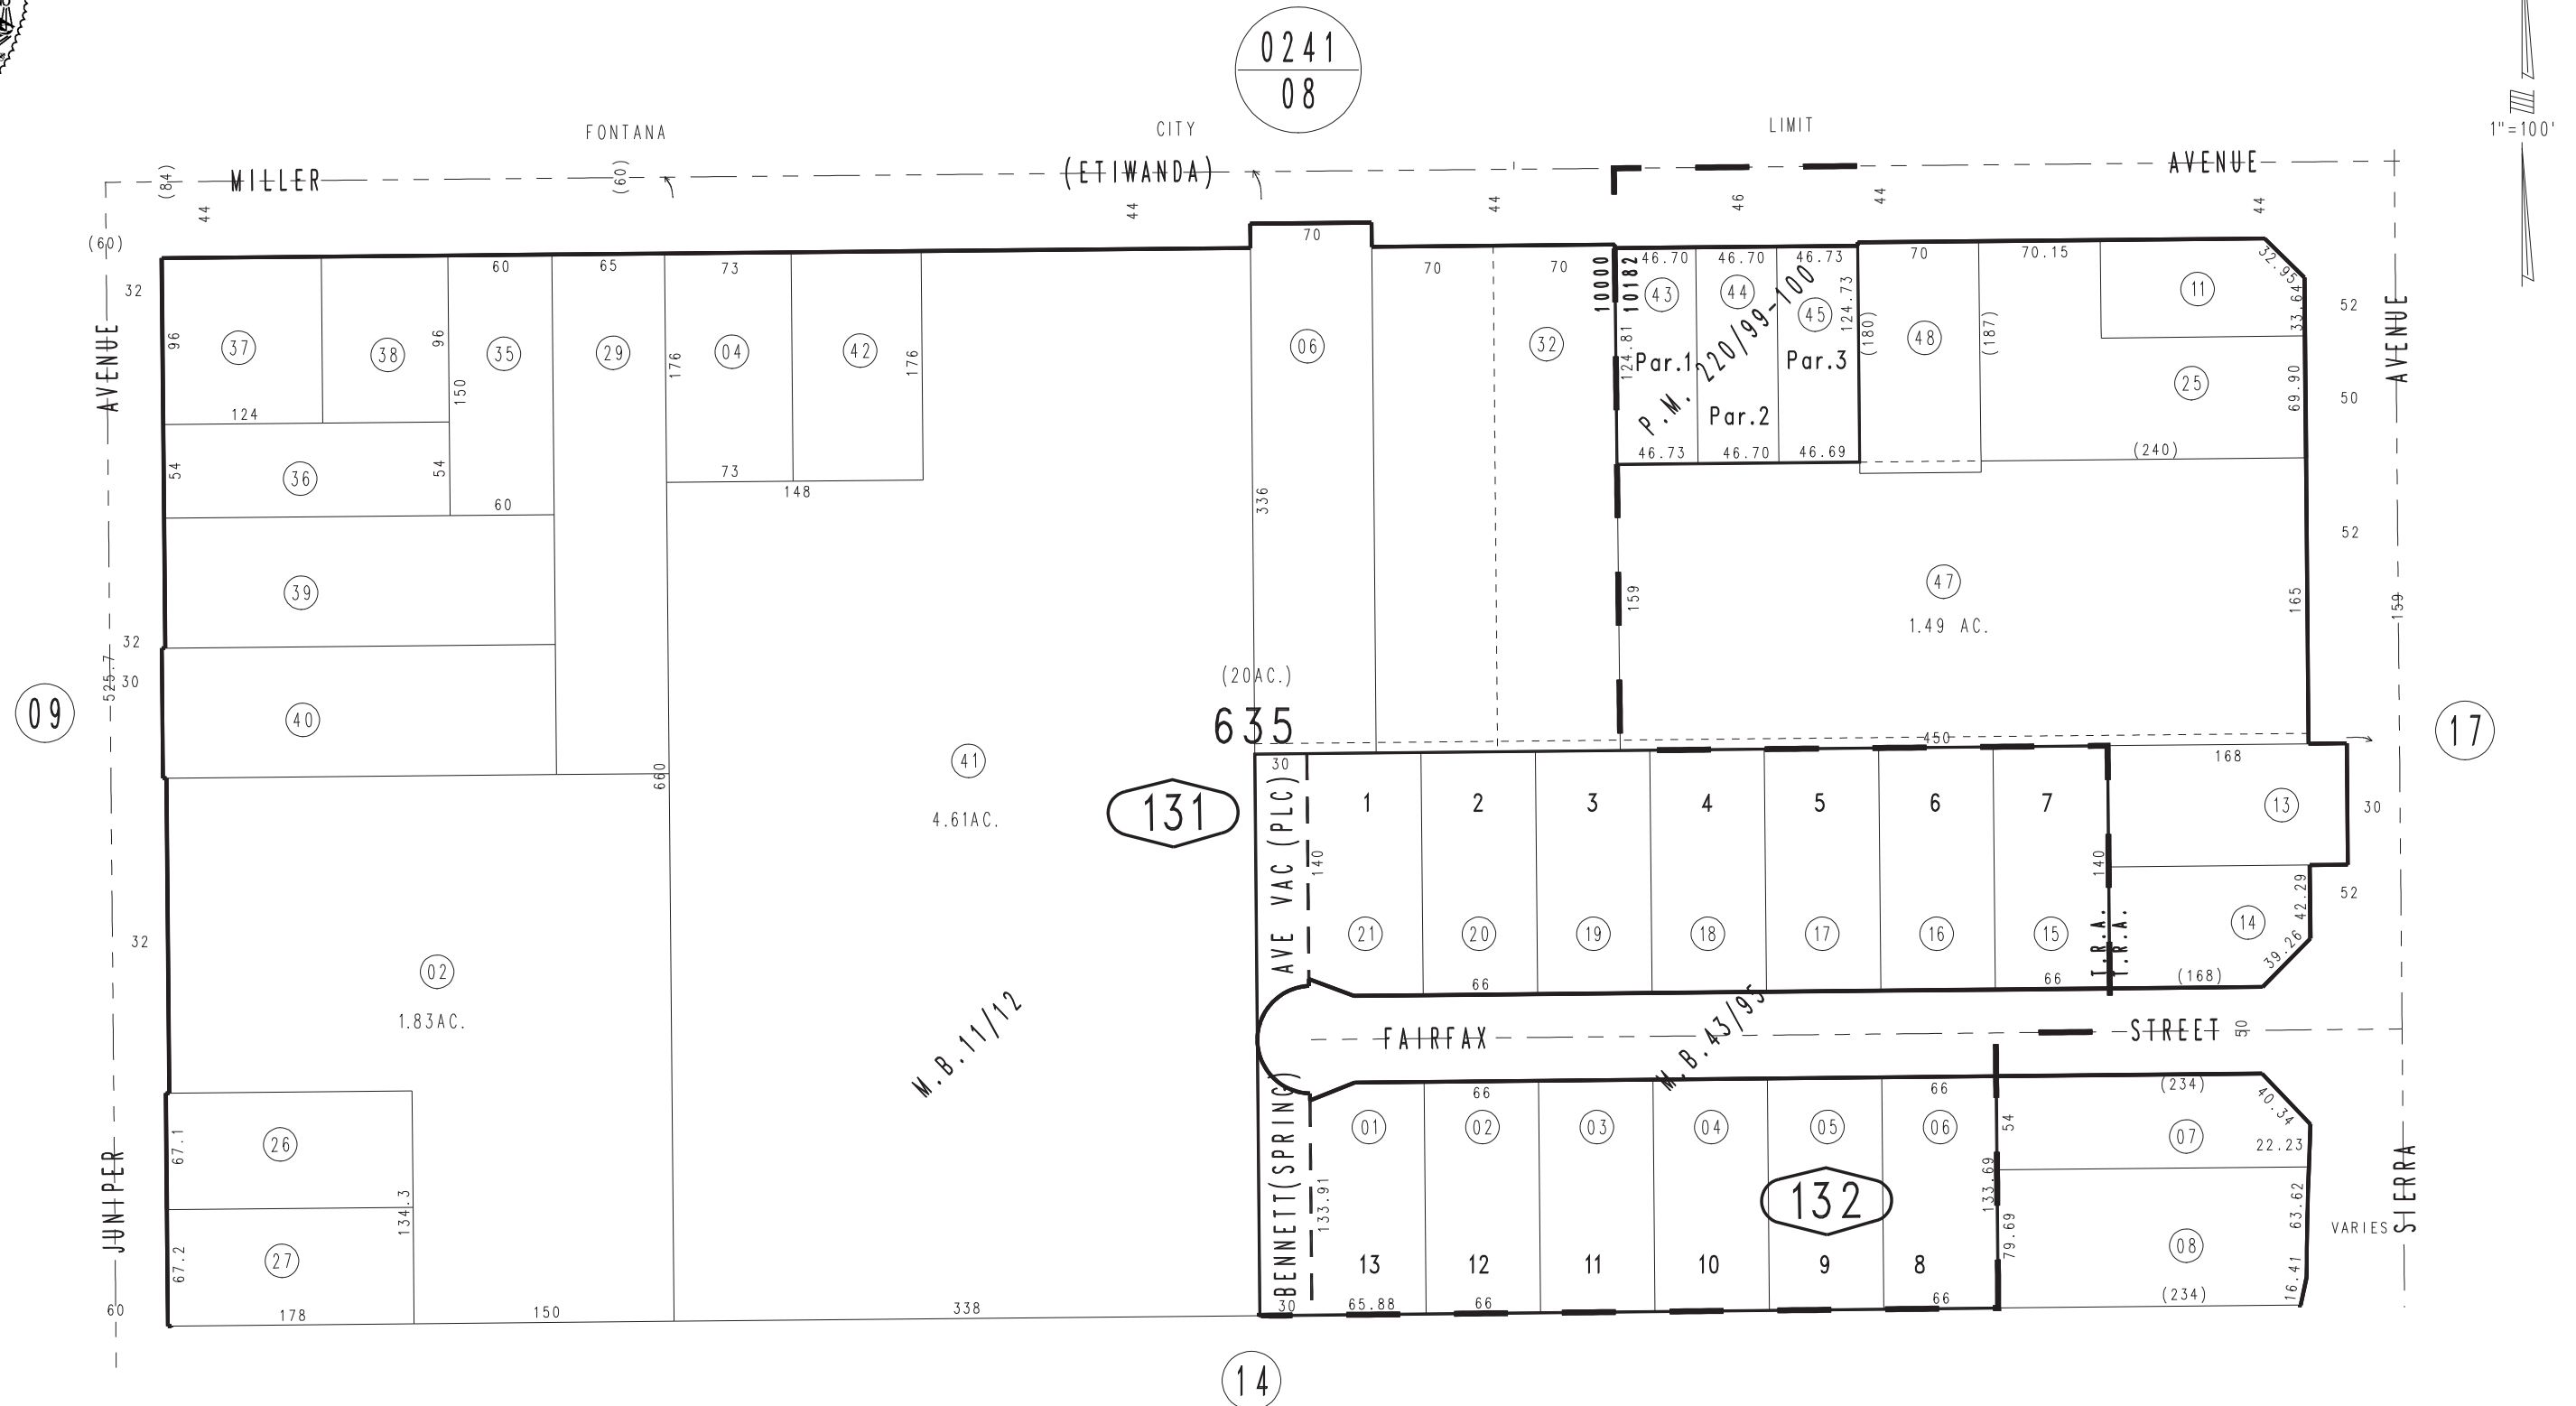 0241
08
FONTANA CITY LIMIT
1"=100'
(84) MILLER (60) (ETIWANDA) AVENUE
44 44 44 46 44 44
(60)
70
60 65 73 70 70 46.70 46.70 46.73 70 70.15 32.95
10000 10182
32 33.64 52
AVENUE 96 37 38 96 35 29 04 42 06 32 43 44 45 48 11 AVENUE
150 176 176 124.81 124.73 (180) (187)
Par.1 Par.2 Par.3
P.M. 220/99-100
25 69.90 50
124
54 36 54 60
73
148
46.73 46.70 46.69 (240)
336
52
39
159
47
1.49 AC.
165 159
32
525.7
30
(20AC.)
635
09 40 17
660
41
4.61AC.
450
168
30
131
1 2 3 4 5 6 7
13
30
140 140
AVE VAC (PLC)
21 20 19 18 17 16 15
14
42.29 52
39.26
T.R.A. T.R.A.
66 66 (168)
32
02
1.83AC.
M.B.11/12
M.B.43/95
FAIRFAX STREET 50
66 66 (234)
40.34
01 02 03 04 05 06 07
54
22.23
67.1 26
BENNETT(SPRING)
133.91
132
133.69
79.69
JUNIPER
134.3
63.62
VARIES
SIERRA
67.2 27
13 12 11 10 9 8
08
16.41
60 178 150 338 30 65.88 66 66 (234)
14